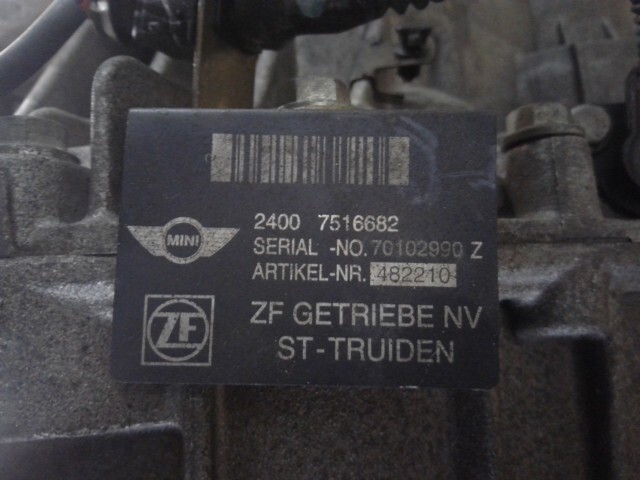 2400 7516682
MINI
SERIAL -NO. 70102990 Z
ARTIKEL-NR. 482210
ZF
ZF GETRIEBE NV
ST-TRUIDEN